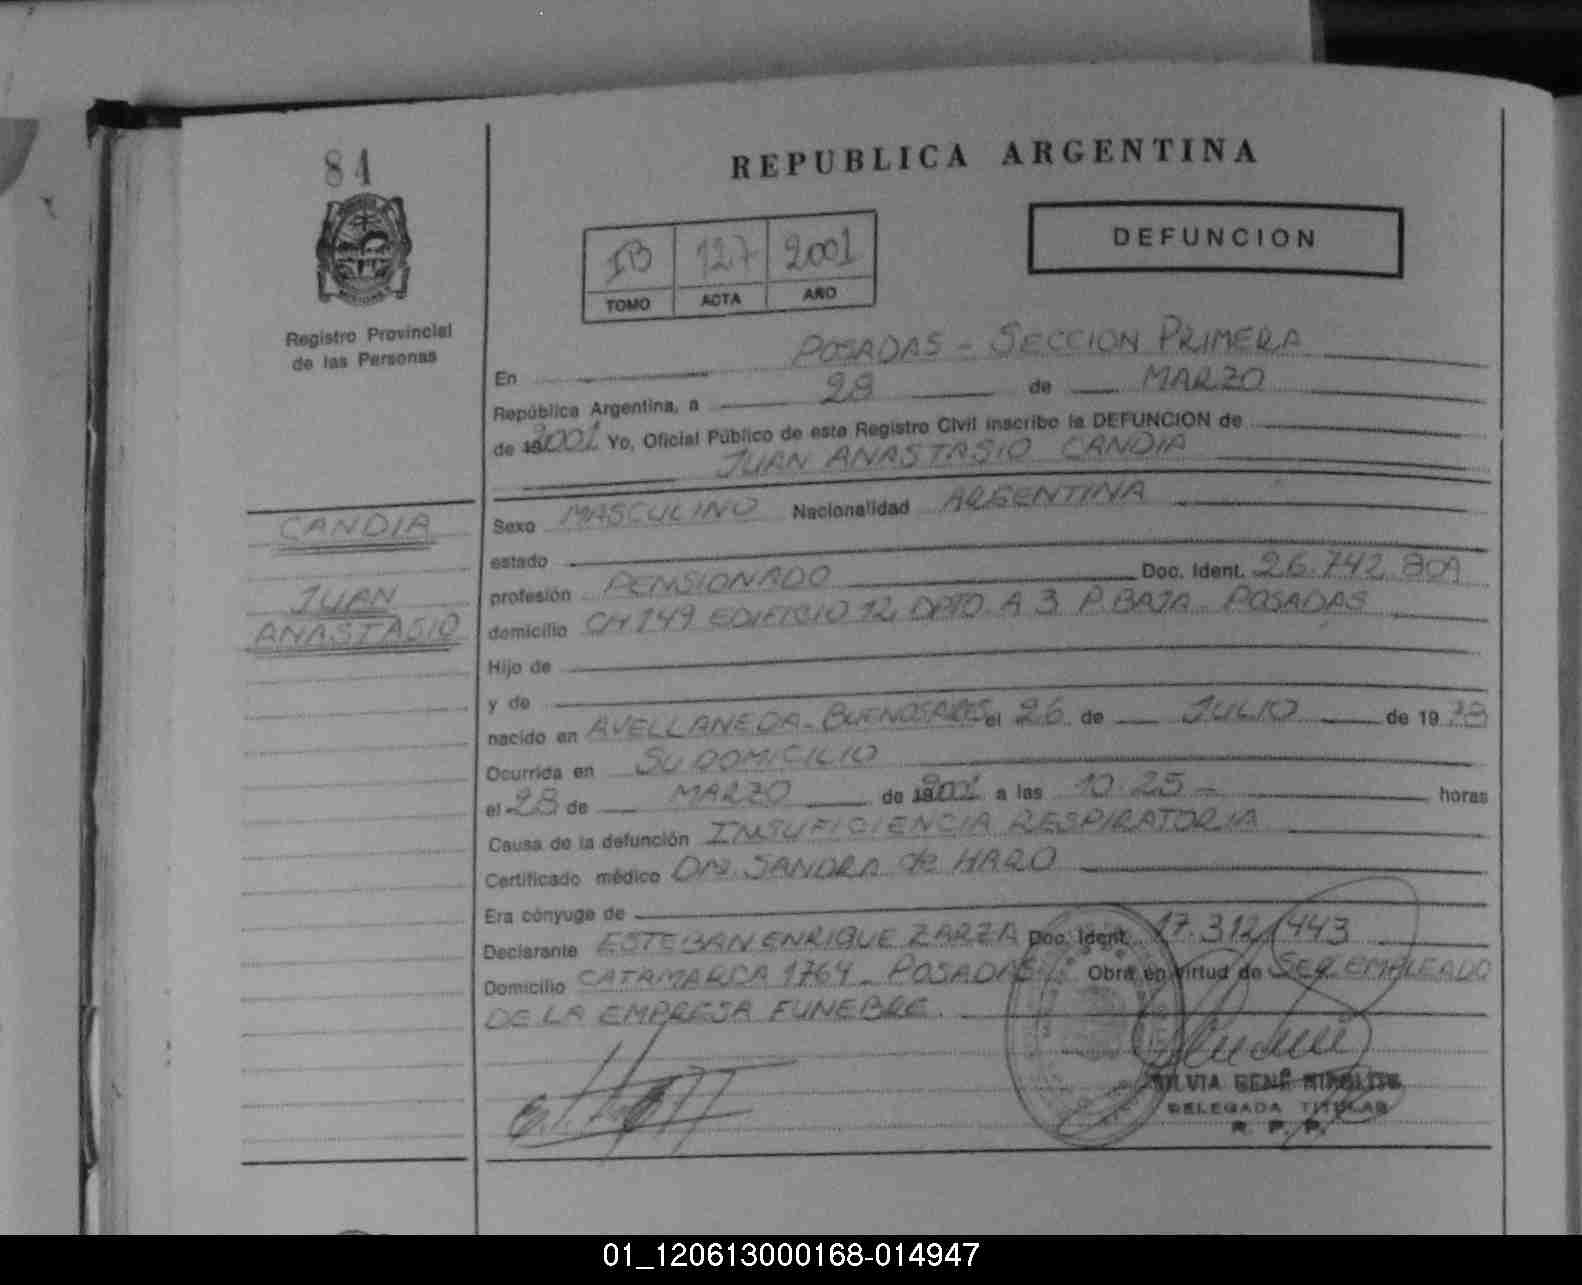 84
REPUBLICA ARGENTINA
DEFUNCION
IB 127 2001
TOMO ACTA AÑO
Registro Provincial
de las Personas
En POSADAS - SECCION PRIMERA
República Argentina, a 28 de MARZO
de 2001 Yo, Oficial Público de este Registro Civil inscribo la DEFUNCION de
JUAN ANASTASIO CANDIA
CANDIA
JUAN
ANASTASIO
Sexo MASCULINO Nacionalidad ARGENTINA
estado
profesión PENSIONADO Doc. Ident. 26.742.809
domicilio CH 149 EDIFICIO 12, DPTO A 3 P. BAJA POSADAS
Hijo de
y de
nacido en AVELLANEDA - BUENOS AIRES el 26 de JULIO de 1978
Ocurrida en SU DOMICILIO
el 28 de MARZO de 2001 a las 10.25 - horas
Causa de la defunción INSUFICIENCIA RESPIRATORIA
Certificado médico DRA. SANDRA de HARO
Era cónyuge de
Declarante ESTEBAN ENRIQUE ZARZA Doc. Ident. 17.312.443
Domicilio CATAMARCA 1764 - POSADAS Obra en virtud de SER EMPLEADO
DE LA EMPRESA FUNEBRE.
SILVIA RENÉ
DELEGADA TITULAR
R. P. P.
01_120613000168-014947